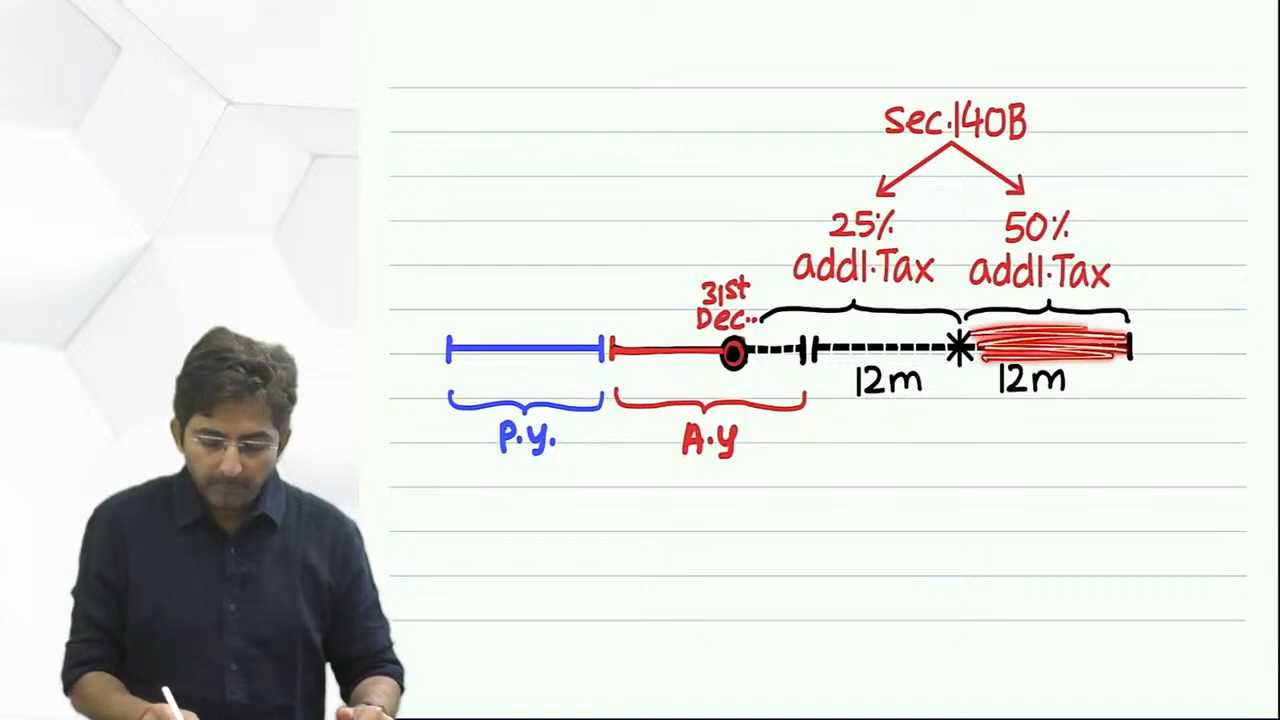 Sec.140B
25% 50%
addl.Tax addl.Tax
31st
Dec..
12m 12m
P.y. A.y